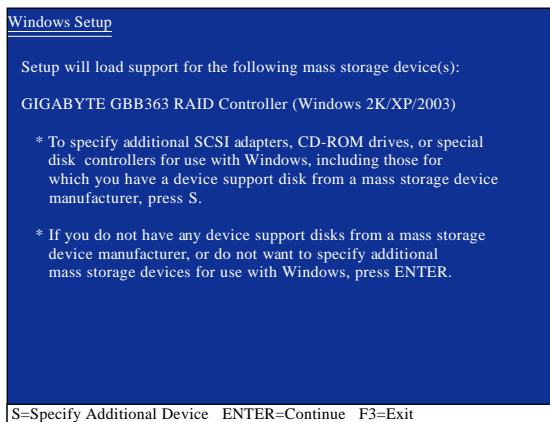 Windows Setup
Setup will load support for the following mass storage device(s):
GIGABYTE GBB363 RAID Controller (Windows 2K/XP/2003)
* To specify additional SCSI adapters, CD-ROM drives, or special
disk controllers for use with Windows, including those for
which you have a device support disk from a mass storage device
manufacturer, press S.
* If you do not have any device support disks from a mass storage
device manufacturer, or do not want to specify additional
mass storage devices for use with Windows, press ENTER.
S=Specify Additional Device ENTER=Continue F3=Exit